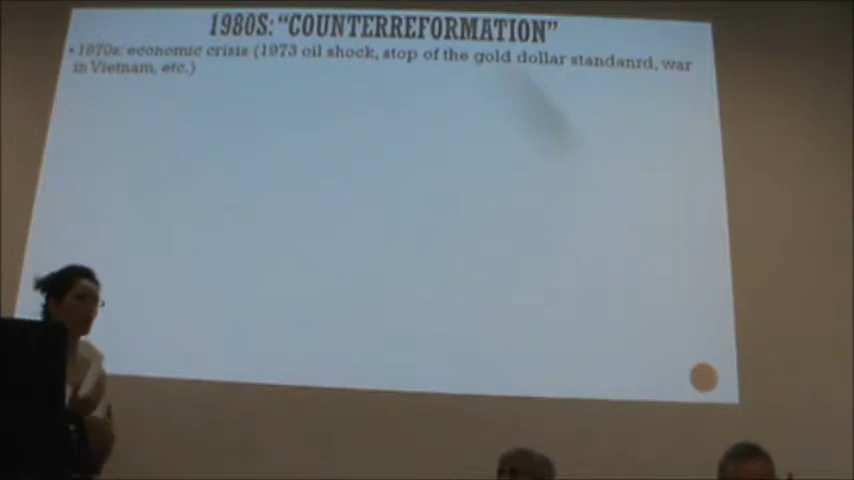 1980S: “COUNTERREFORMATION”
• 1970s: economic crisis (1973 oil shock, stop of the gold dollar standanrd, war
in Vietnam, etc.)